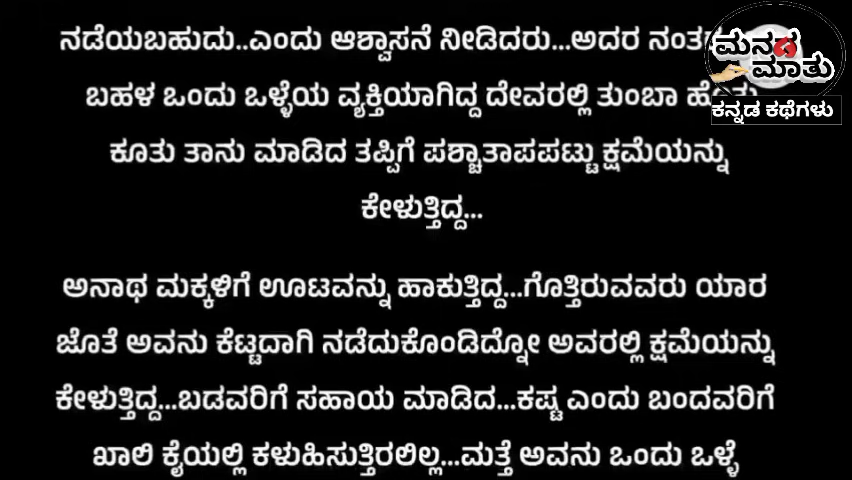 ನಡೆಯಬಹುದು..ಎಂದು ಆಶ್ವಾಸನೆ ನೀಡಿದರು...ಅದರ
ಬಹಳ ಒಂದು ಒಳ್ಳೆಯ ವ್ಯಕ್ತಿಯಾಗಿದ್ದ ದೇವರಲ್ಲಿ ತುಂಬಾ
ಕೂತು ತಾನು ಮಾಡಿದ ತಪ್ಪಿಗೆ ಪಶ್ಚಾತಾಪಪಟ್ಟು ಕ್ಷಮೆಯನ್ನು
ಕೇಳುತ್ತಿದ್ದ...
ಅನಾಥ ಮಕ್ಕಳಿಗೆ ಊಟವನ್ನು ಹಾಕುತ್ತಿದ್ದ...ಗೊತ್ತಿರುವವರು ಯಾರ
ಜೊತೆ ಅವನು ಕೆಟ್ಟದಾಗಿ ನಡೆದುಕೊಂಡಿದ್ನೋ ಅವರಲ್ಲಿ ಕ್ಷಮೆಯನ್ನು
ಕೇಳುತ್ತಿದ್ದ...ಬಡವರಿಗೆ ಸಹಾಯ ಮಾಡಿದ...ಕಷ್ಟ ಎಂದು ಬಂದವರಿಗೆ
ಖಾಲಿ ಕೈಯಲ್ಲಿ ಕಳುಹಿಸುತ್ತಿರಲಿಲ್ಲ...ಮತ್ತೆ ಅವನು ಒಂದು ಒಳ್ಳೆ
ಮನದ
ಮಾತು
ಕನ್ನಡ ಕಥೆಗಳು